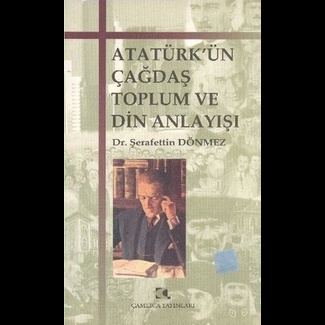 ATATÜRK'ÜN
ÇAĞDAŞ
TOPLUM VE
DİN ANLAYIŞI
Dr. Şerafettin DÖNMEZ
ÇAMLICA YAYINLARI